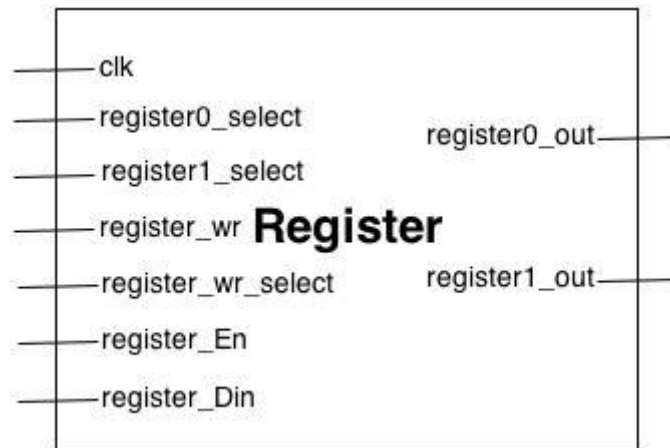 clk
register0_select
register1_select
register_wr
register_wr_select
register_En
register_Din
Register
register0_out
register1_out